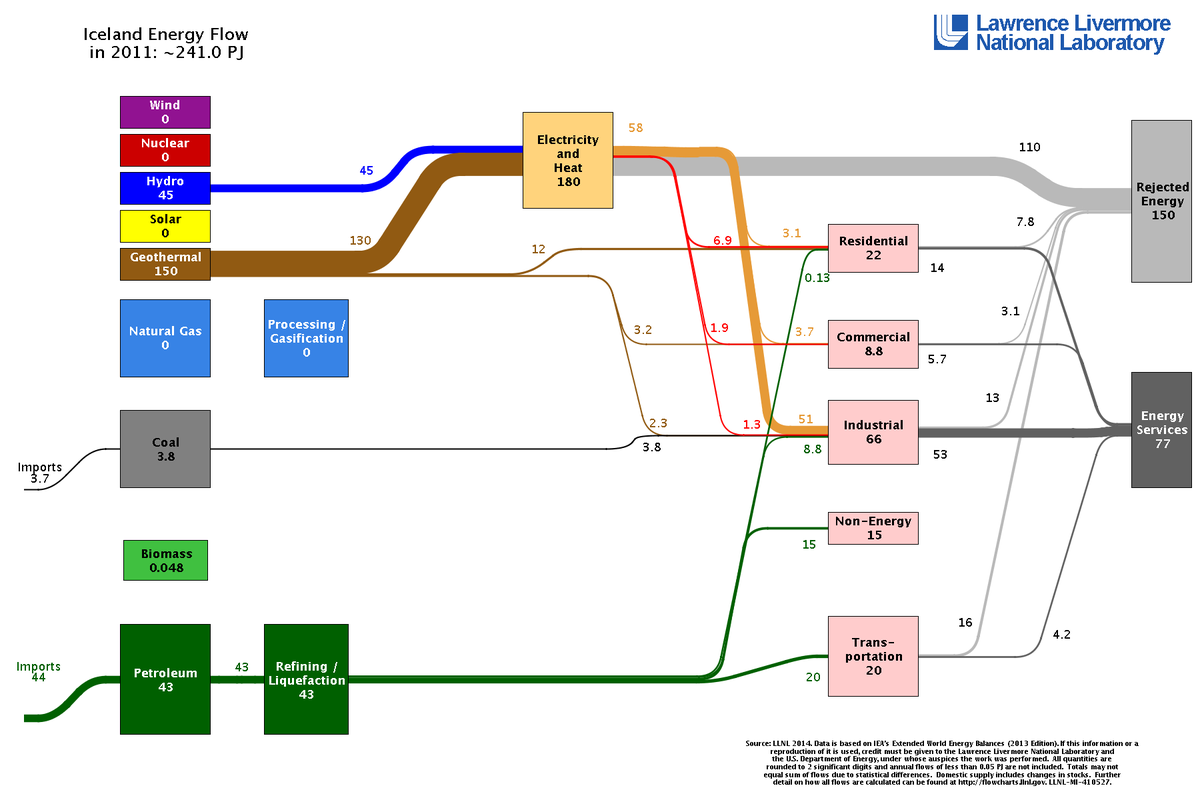 Iceland Energy Flow
in 2011: ~241.0 PJ
Lawrence Livermore
National Laboratory
Wind
0
Nuclear
0
Hydro
45
Solar
0
Geothermal
150
Natural Gas
0
Processing /
Gasification
0
Coal
3.8
Imports
3.7
Biomass
0.048
Imports
44
Petroleum
43
43
Refining /
Liquefaction
43
45
130
12
3.2
2.3
3.8
Electricity
and
Heat
180
58
6.9
1.9
1.3
3.1
0.13
3.7
51
8.8
15
20
Residential
22
Commercial
8.8
Industrial
66
Non-Energy
15
Trans-
portation
20
110
7.8
14
3.1
5.7
13
53
16
4.2
Rejected
Energy
150
Energy
Services
77
Source: LLNL 2014. Data is based on IEA's Extended World Energy Balances (2013 Edition). If this information or a
reproduction of it is used, credit must be given to the Lawrence Livermore National Laboratory and
the U.S. Department of Energy, under whose auspices the work was performed. All quantities are
rounded to 2 significant digits and annual flows of less than 0.05 PJ are not included. Totals may not
equal sum of flows due to statistical differences. Domestic supply includes changes in stocks. Further
detail on how all flows are calculated can be found at http://flowcharts.llnl.gov. LLNL-MI-410527.